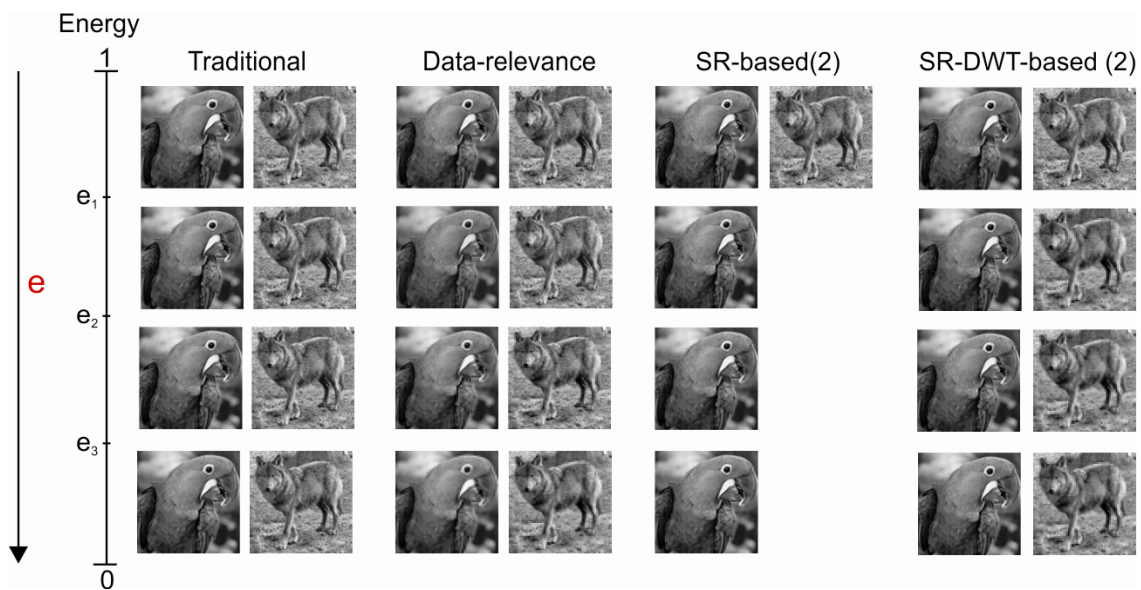 Energy
1
Traditional
Data-relevance
SR-based(2)
SR-DWT-based (2)
e1
e
e2
e3
0